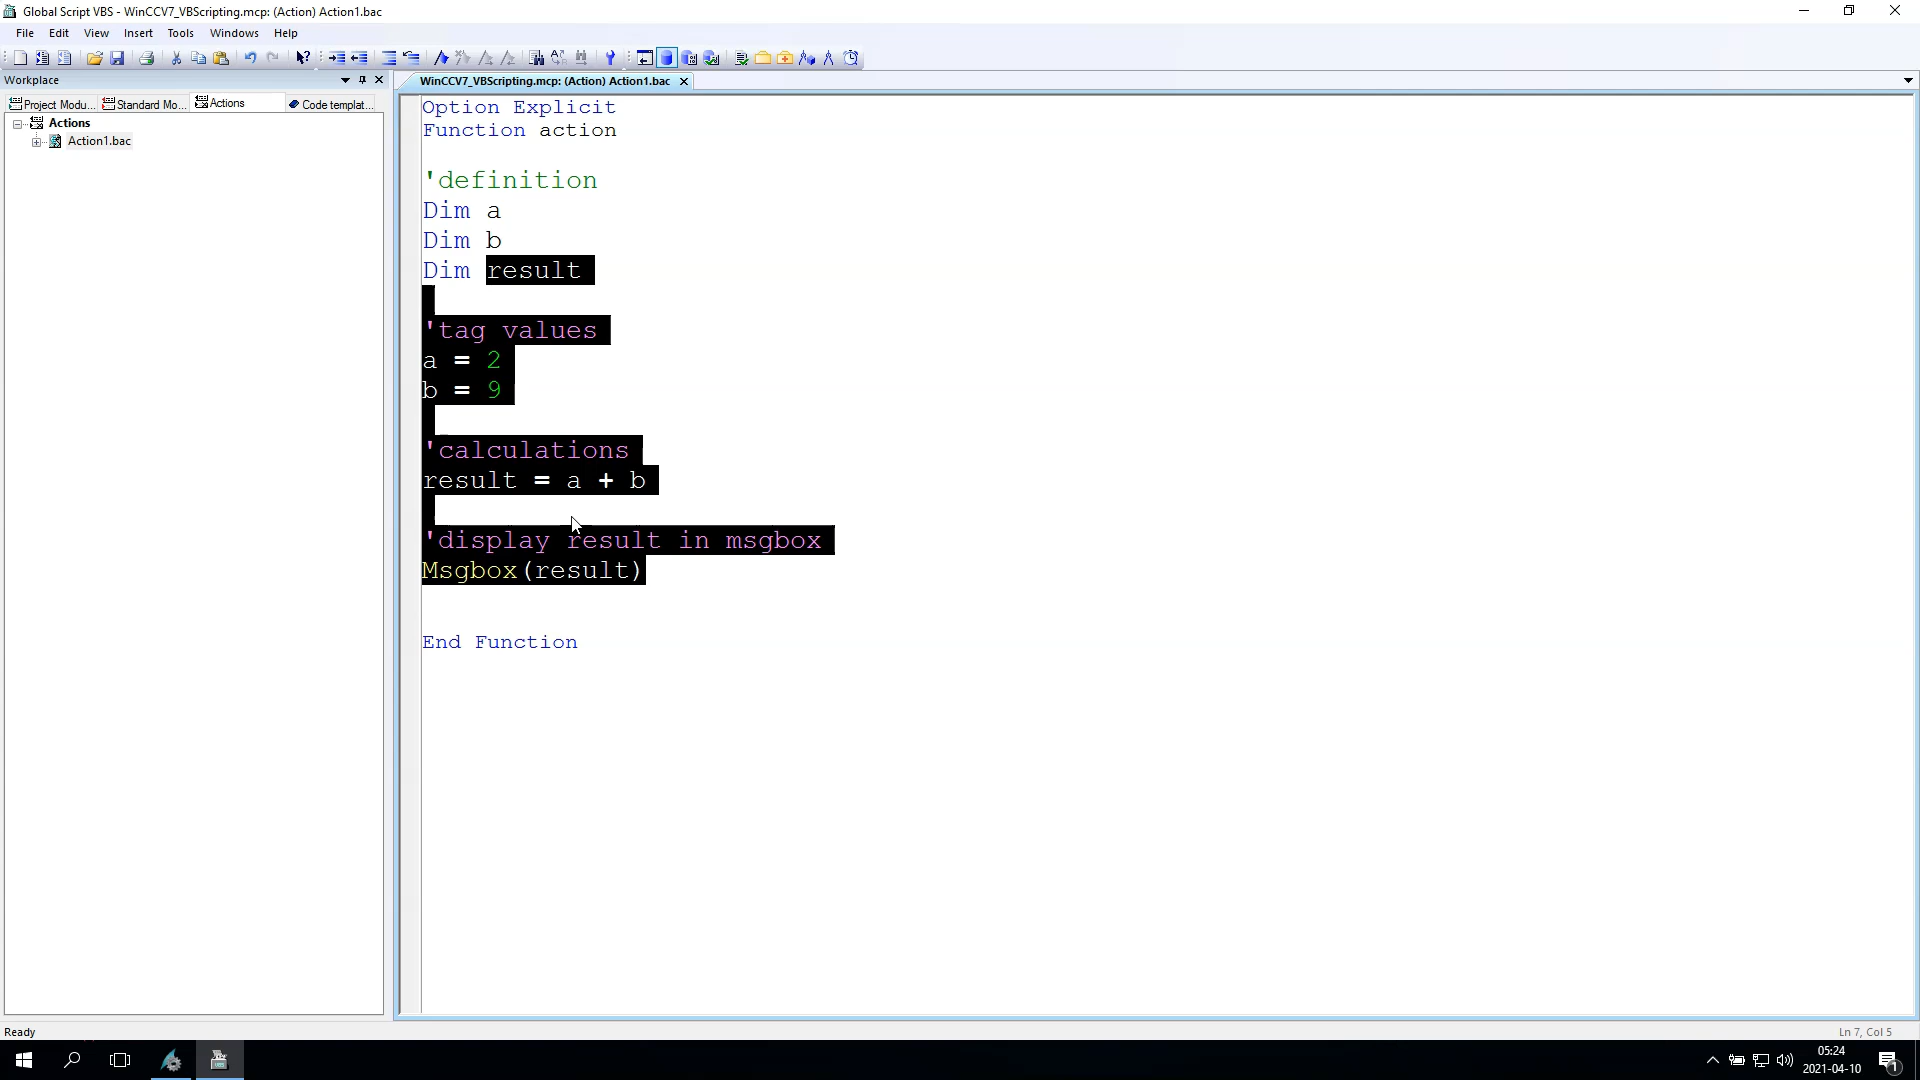 Global Script VBS - WinCCV7_VBScripting.mcp: (Action) Action1.bac
File Edit View Insert Tools Windows Help
Workplace
WinCCV7_VBScripting.mcp: (Action) Action1.bac
Project Modu... Standard Mo... Actions Code templat...
Actions
Action1.bac
Option Explicit
Function action
'definition
Dim a
Dim b
Dim result
'tag values
a = 2
b = 9
'calculations
result = a + b
'display result in msgbox
Msgbox(result)
End Function
Ready
Ln 7, Col 5
05:24
2021-04-10
1